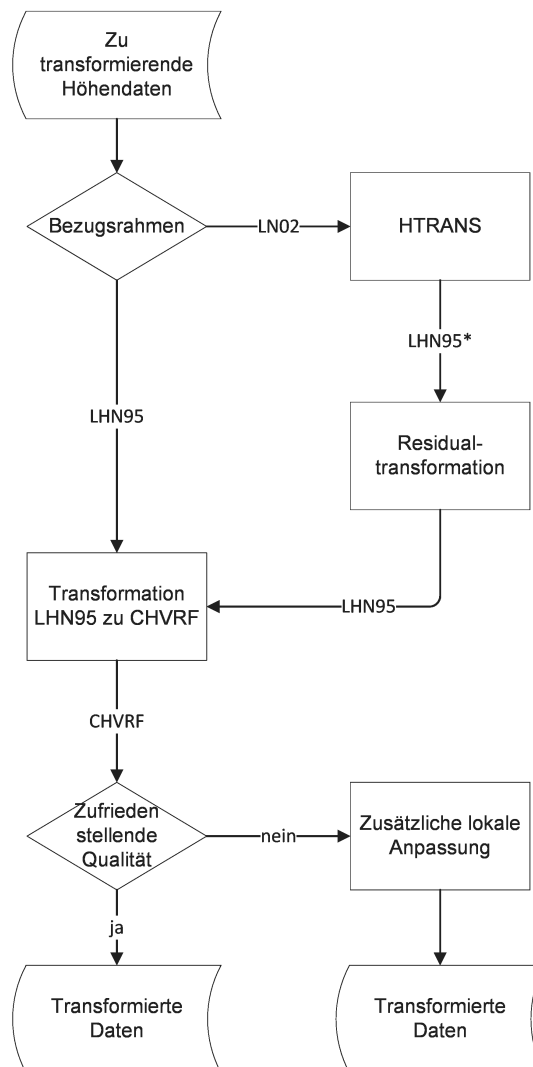 Zu
transformierende
Höhendaten
Bezugsrahmen
LN02
HTRANS
LHN95*
LHN95
Residual-
transformation
Transformation
LHN95 zu CHVRF
LHN95
CHVRF
Zufrieden
stellende
Qualität
nein
Zusätzliche lokale
Anpassung
ja
Transformierte
Daten
Transformierte
Daten